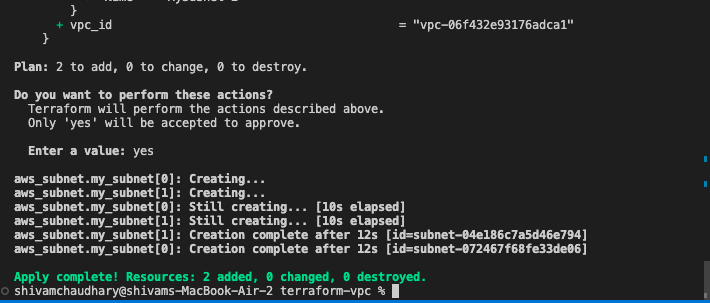 }
+ vpc_id = "vpc-06f432e93176adca1"
}
Plan: 2 to add, 0 to change, 0 to destroy.
Do you want to perform these actions?
Terraform will perform the actions described above.
Only 'yes' will be accepted to approve.
Enter a value: yes
aws_subnet.my_subnet[0]: Creating...
aws_subnet.my_subnet[1]: Creating...
aws_subnet.my_subnet[0]: Still creating... [10s elapsed]
aws_subnet.my_subnet[1]: Still creating... [10s elapsed]
aws_subnet.my_subnet[1]: Creation complete after 12s [id=subnet-04e186c7a5d46e794]
aws_subnet.my_subnet[0]: Creation complete after 12s [id=subnet-072467f68fe33de06]
Apply complete! Resources: 2 added, 0 changed, 0 destroyed.
shivamchaudhary@shivams-MacBook-Air-2 terraform-vpc %